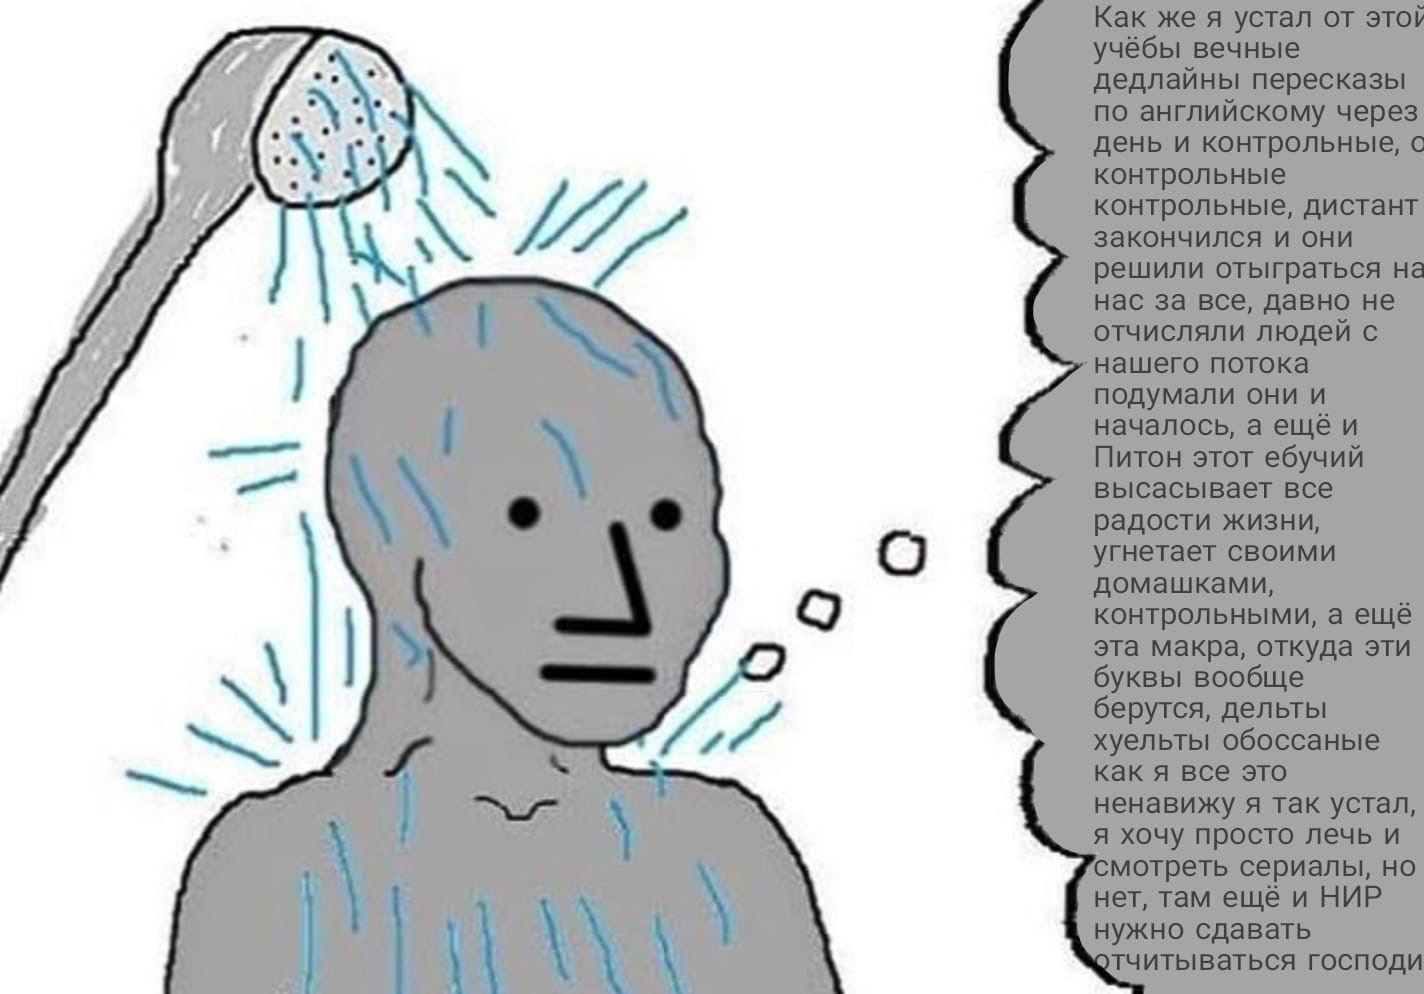 Как же я устал от этой
учёбы вечные
дедлайны пересказы
по английскому через
день и контрольные, о
контрольные
контрольные, дистант
закончился и они
решили отыграться на
нас за все, давно не
отчисляли людей с
нашего потока
подумали они и
началось, а ещё и
Питон этот ебучий
высасывает все
радости жизни,
угнетает своими
домашками,
контрольными, а ещё
эта макра, откуда эти
буквы вообще
берутся, дельты
хуельты обоссаные
как я все это
ненавижу я так устал,
я хочу просто лечь и
смотреть сериалы, но
нет, там ещё и НИР
нужно сдавать
отчитываться господи